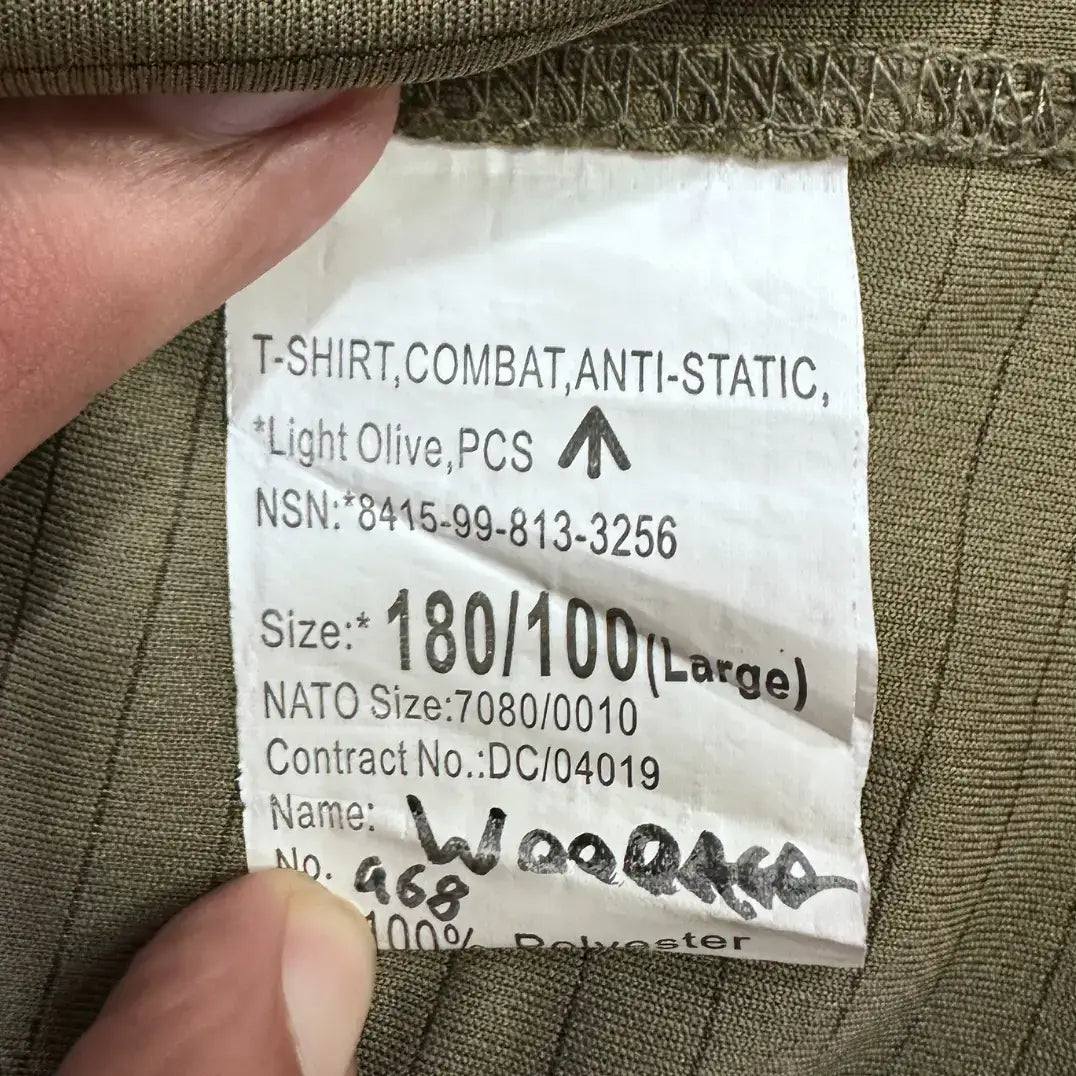 T-SHIRT,COMBAT,ANTI-STATIC,
*Light Olive,PCS
NSN:*8415-99-813-3256
Size:* 180/100(Large)
NATO Size:7080/0010
Contract No.:DC/04019
Name:
No. 968
100% Polyester